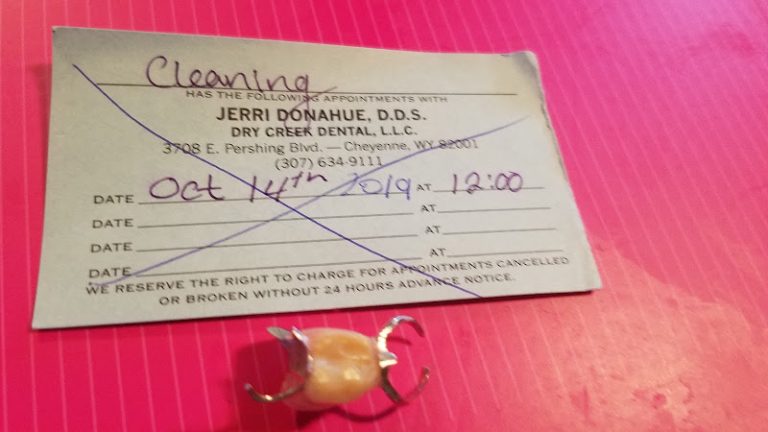 Cleaning
HAS THE FOLLOWING APPOINTMENTS WITH
JERRI DONAHUE, D.D.S.
DRY CREEK DENTAL, L.L.C.
3708 E. Pershing Blvd. — Cheyenne, WY 82001
(307) 634-9111
DATE Oct 14th 2019 AT 12:00
DATE AT
DATE AT
DATE AT
WE RESERVE THE RIGHT TO CHARGE FOR APPOINTMENTS CANCELLED
OR BROKEN WITHOUT 24 HOURS ADVANCE NOTICE.